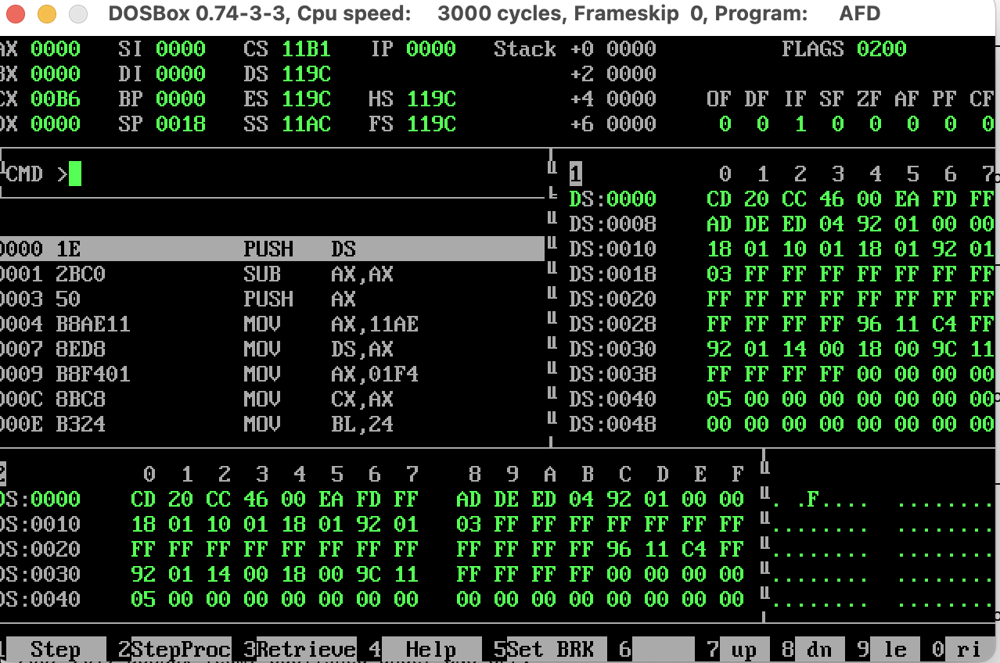 DOSBox 0.74-3-3, Cpu speed: 3000 cycles, Frameskip 0, Program: AFD
AX 0000 SI 0000 CS 11B1 IP 0000 Stack +0 0000 FLAGS 0200
BX 0000 DI 0000 DS 119C +2 0000
CX 00B6 BP 0000 ES 119C HS 119C +4 0000 OF DF IF SF ZF AF PF CF
DX 0000 SP 0018 SS 11AC FS 119C +6 0000 0 0 1 0 0 0 0 0
CMD >
1 0 1 2 3 4 5 6 7
DS:0000 CD 20 CC 46 00 EA FD FF
DS:0008 AD DE ED 04 92 01 00 00
0000 1E PUSH DS DS:0010 18 01 10 01 18 01 92 01
0001 2BC0 SUB AX,AX DS:0018 03 FF FF FF FF FF FF FF
0003 50 PUSH AX DS:0020 FF FF FF FF FF FF FF FF
0004 B8AE11 MOV AX,11AE DS:0028 FF FF FF FF 96 11 C4 FF
0007 8ED8 MOV DS,AX DS:0030 92 01 14 00 18 00 9C 11
0009 B8F401 MOV AX,01F4 DS:0038 FF FF FF FF 00 00 00 00
000C 8BC8 MOV CX,AX DS:0040 05 00 00 00 00 00 00 00
000E B324 MOV BL,24 DS:0048 00 00 00 00 00 00 00 00
2 0 1 2 3 4 5 6 7 8 9 A B C D E F
DS:0000 CD 20 CC 46 00 EA FD FF AD DE ED 04 92 01 00 00 . .F.... ........
DS:0010 18 01 10 01 18 01 92 01 03 FF FF FF FF FF FF FF ........ ........
DS:0020 FF FF FF FF FF FF FF FF FF FF FF FF 96 11 C4 FF ........ ........
DS:0030 92 01 14 00 18 00 9C 11 FF FF FF FF 00 00 00 00 ........ ........
DS:0040 05 00 00 00 00 00 00 00 00 00 00 00 00 00 00 00 ........ ........
1 Step 2StepProc 3Retrieve 4 Help 5Set BRK 6 7 up 8 dn 9 le 0 ri